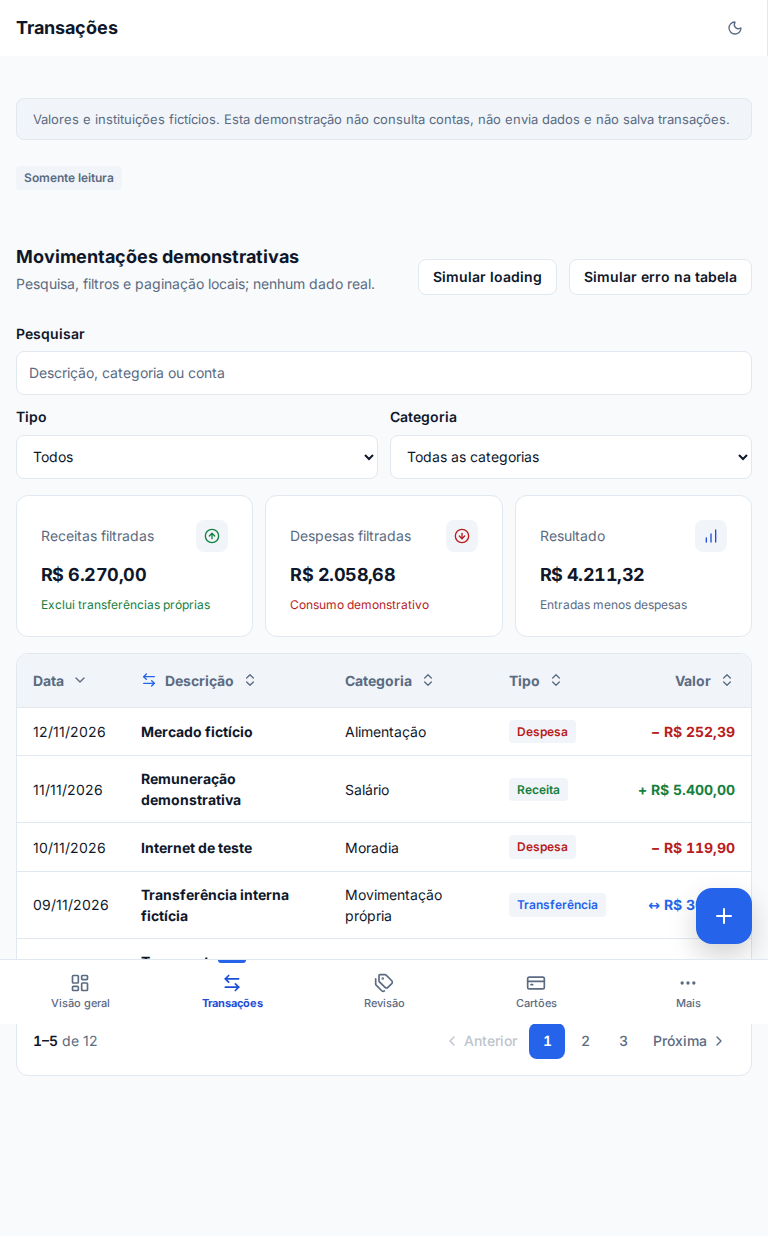 Transações
Valores e instituições fictícios. Esta demonstração não consulta contas, não envia dados e não salva transações.
Somente leitura
Movimentações demonstrativas
Pesquisa, filtros e paginação locais; nenhum dado real.
Simular loading
Simular erro na tabela
Pesquisar
Descrição, categoria ou conta
Tipo
Categoria
Todos
Todas as categorias
Receitas filtradas
R$ 6.270,00
Exclui transferências próprias
Despesas filtradas
R$ 2.058,68
Consumo demonstrativo
Resultado
R$ 4.211,32
Entradas menos despesas
Data Descrição Categoria Tipo Valor
12/11/2026 Mercado fictício Alimentação Despesa − R$ 252,39
11/11/2026 Remuneração demonstrativa Salário Receita + R$ 5.400,00
10/11/2026 Internet de teste Moradia Despesa − R$ 119,90
09/11/2026 Transferência interna fictícia Movimentação própria Transferência ↔ R$
Visão geral
Transações
Revisão
Cartões
Mais
1–5 de 12
Anterior 1 2 3 Próxima